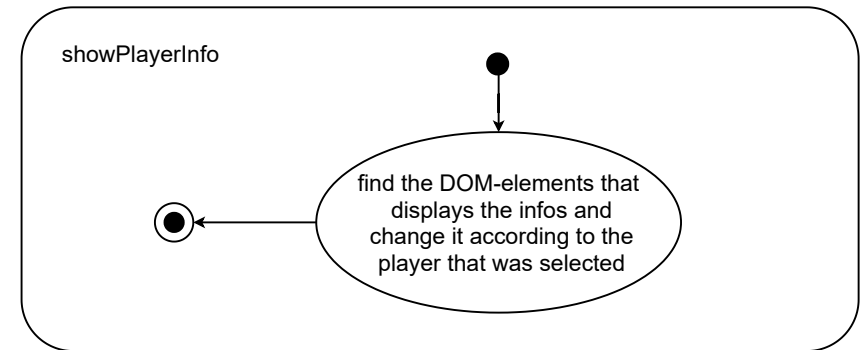 showPlayerInfo
find the DOM-elements that
displays the infos and
change it according to the
player that was selected